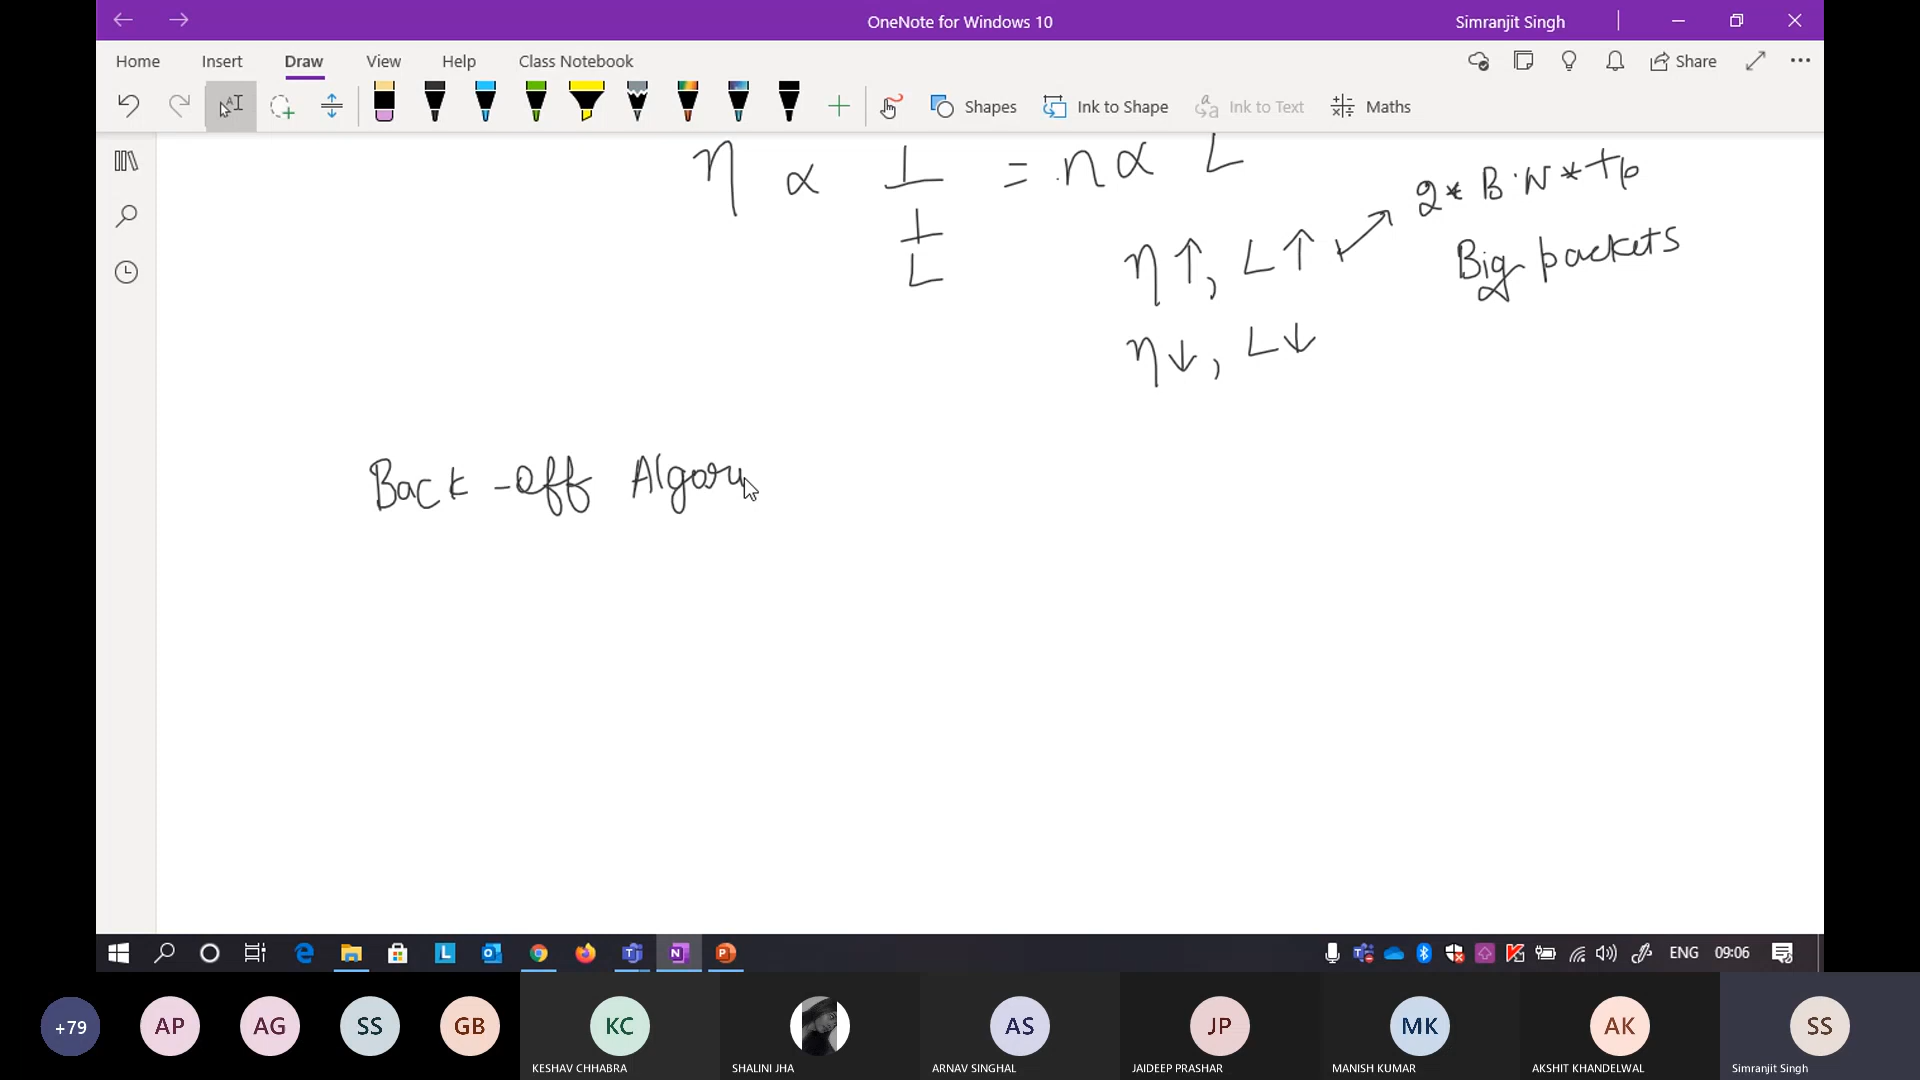 OneNote for Windows 10
Simranjit Singh
Home Insert Draw View Help Class Notebook
Share
Shapes Ink to Shape Ink to Text Maths
η α 1 = n α L
1
L
2 * B.W * Tp
η↑, L↑
Big packets
η↓, L↓
Back-off Algor
ENG 09:06
+79 AP AG SS GB KC AS JP MK AK SS
KESHAV CHHABRA SHALINI JHA ARNAV SINGHAL JAIDEEP PRASHAR MANISH KUMAR AKSHIT KHANDELWAL Simranjit Singh